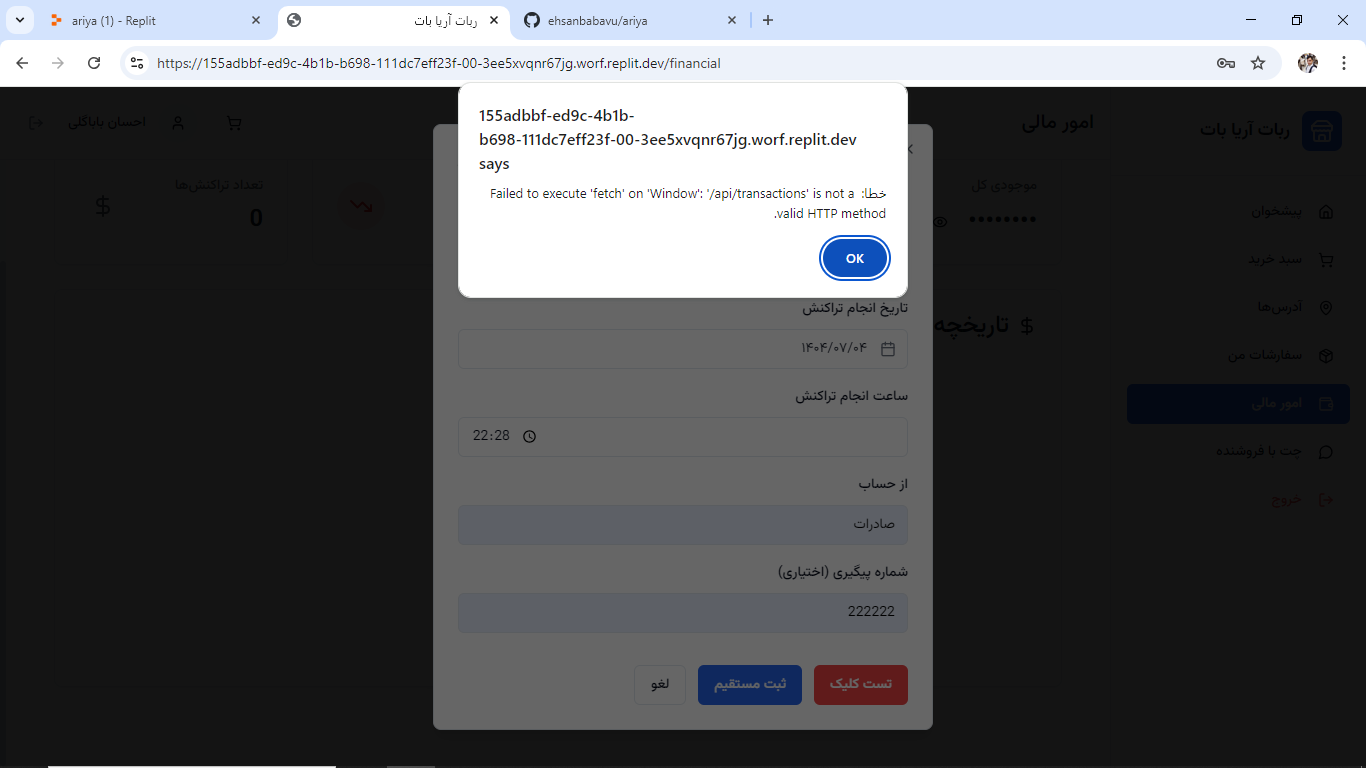 ariya (1) - Replit
ربات آریا بات
ehsanbabavu/ariya
https://155adbbf-ed9c-4b1b-b698-111dc7eff23f-00-3ee5xvqnr67jg.worf.replit.dev/financial
155adbbf-ed9c-4b1b-
b698-111dc7eff23f-00-3ee5xvqnr67jg.worf.replit.dev
says
خطا: Failed to execute 'fetch' on 'Window': '/api/transactions' is not a
valid HTTP method.
OK
ربات آریا بات
امور مالی
احسان باباگلی
موجودی کل
••••••••
تعداد تراکنش‌ها
0
پیشخوان
سبد خرید
آدرس‌ها
سفارشات من
امور مالی
چت با فروشنده
خروج
تاریخچه
تاریخ انجام تراکنش
۱۴۰۴/۰۷/۰۴
ساعت انجام تراکنش
22:28
از حساب
صادرات
شماره پیگیری (اختیاری)
222222
تست کلیک
ثبت مستقیم
لغو